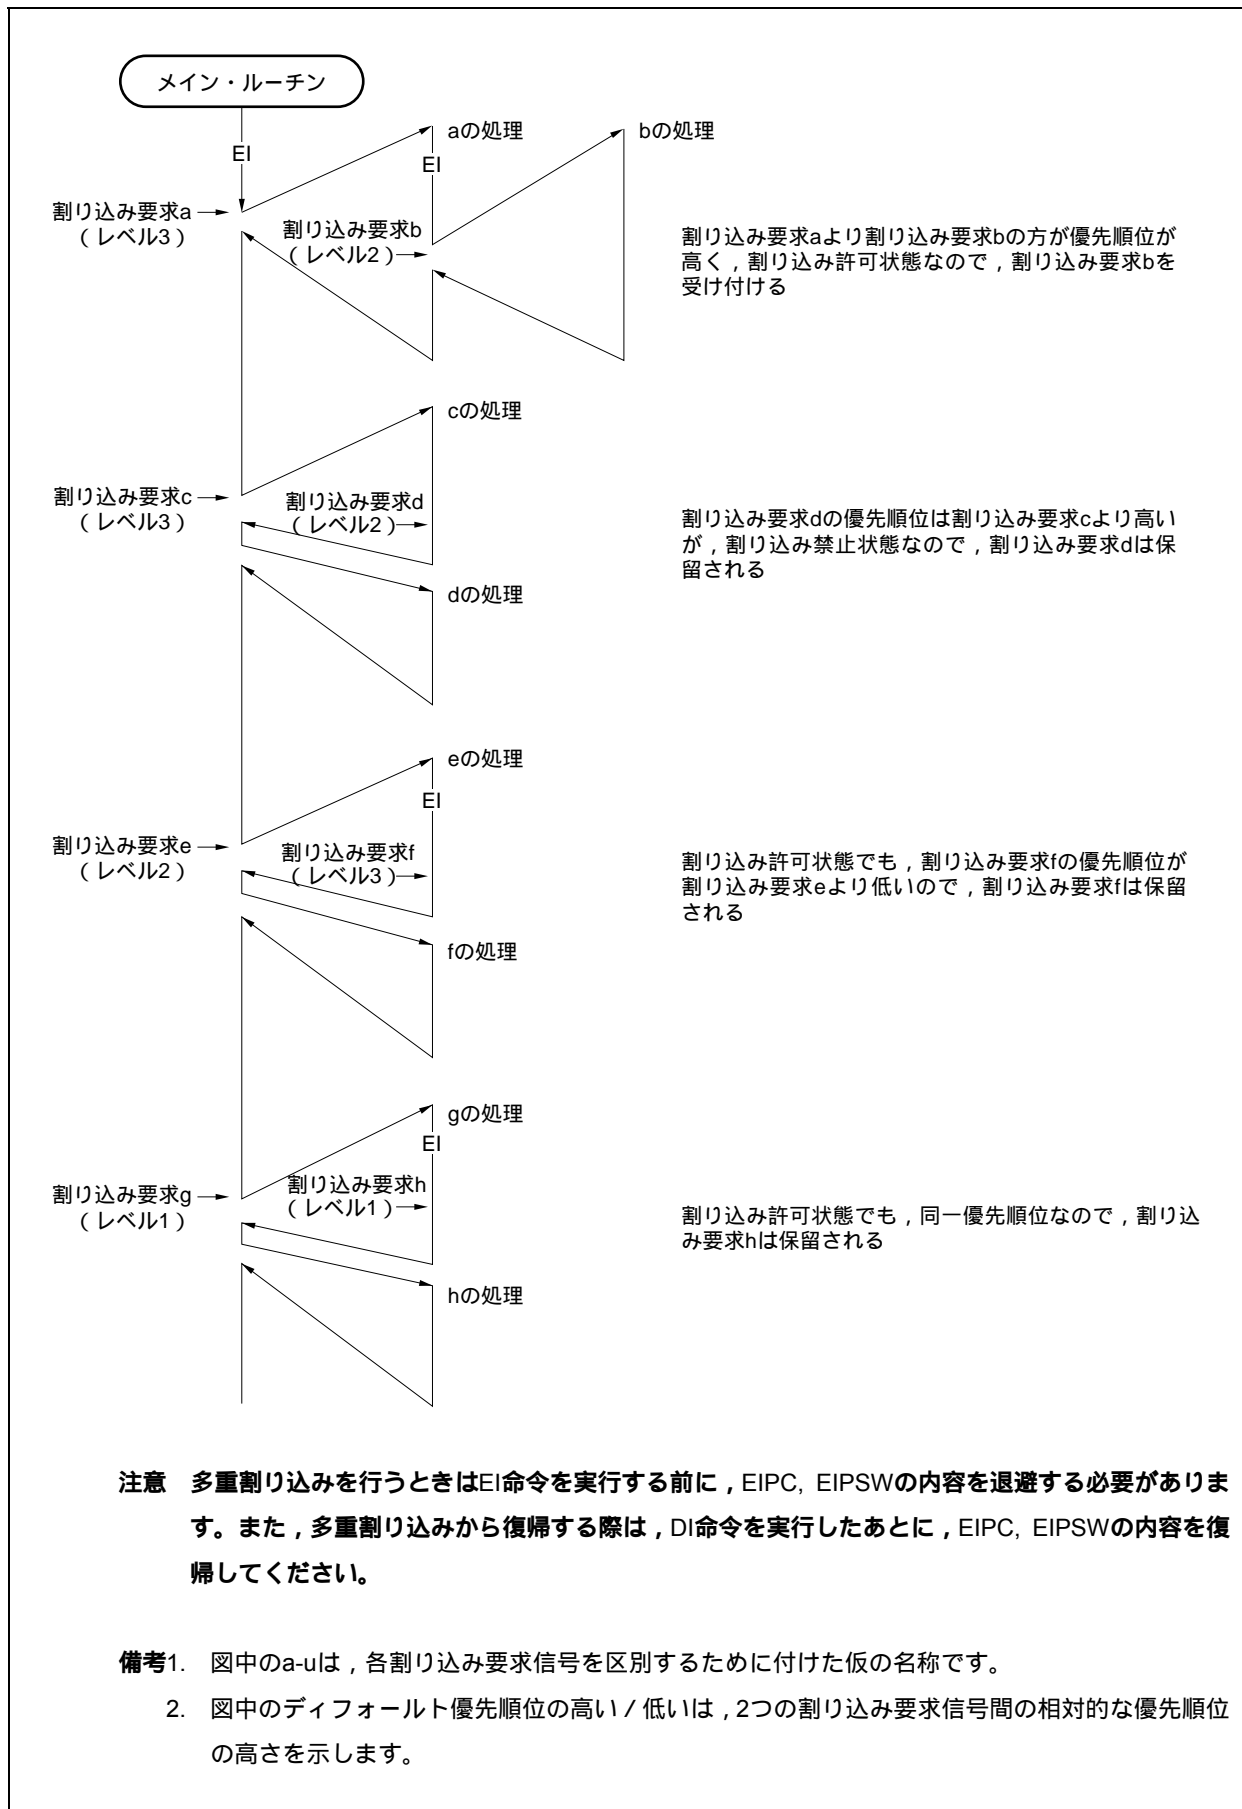 メイン・ルーチン
EI
aの処理
EI
bの処理
割り込み要求a
（レベル3）
割り込み要求b
（レベル2）
割り込み要求aより割り込み要求bの方が優先順位が
高く，割り込み許可状態なので，割り込み要求bを
受け付ける
cの処理
割り込み要求c
（レベル3）
割り込み要求d
（レベル2）
割り込み要求dの優先順位は割り込み要求cより高い
が，割り込み禁止状態なので，割り込み要求dは保
留される
dの処理
eの処理
EI
割り込み要求e
（レベル2）
割り込み要求f
（レベル3）
割り込み許可状態でも，割り込み要求fの優先順位が
割り込み要求eより低いので，割り込み要求fは保留
される
fの処理
gの処理
EI
割り込み要求g
（レベル1）
割り込み要求h
（レベル1）
割り込み許可状態でも，同一優先順位なので，割り込
み要求hは保留される
hの処理
注意 多重割り込みを行うときはEI命令を実行する前に，EIPC, EIPSWの内容を退避する必要がありま
す。また，多重割り込みから復帰する際は，DI命令を実行したあとに，EIPC, EIPSWの内容を復
帰してください。
備考1. 図中のa-uは，各割り込み要求信号を区別するために付けた仮の名称です。
2. 図中のディフォールト優先順位の高い／低いは，2つの割り込み要求信号間の相対的な優先順位
の高さを示します。